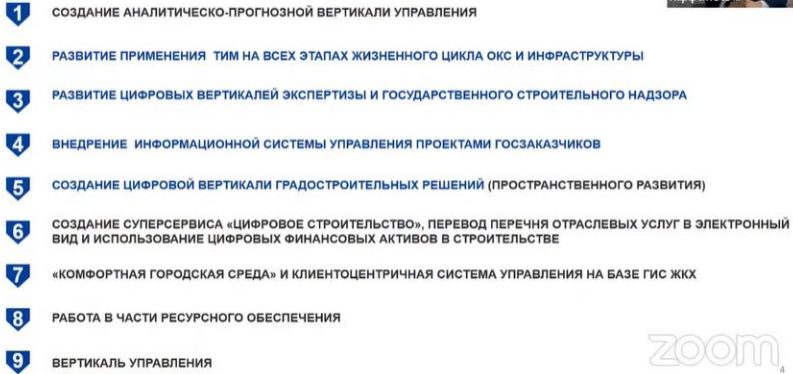 1 СОЗДАНИЕ АНАЛИТИЧЕСКО-ПРОГНОЗНОЙ ВЕРТИКАЛИ УПРАВЛЕНИЯ
2 РАЗВИТИЕ ПРИМЕНЕНИЯ ТИМ НА ВСЕХ ЭТАПАХ ЖИЗНЕННОГО ЦИКЛА ОКС И ИНФРАСТРУКТУРЫ
3 РАЗВИТИЕ ЦИФРОВЫХ ВЕРТИКАЛЕЙ ЭКСПЕРТИЗЫ И ГОСУДАРСТВЕННОГО СТРОИТЕЛЬНОГО НАДЗОРА
4 ВНЕДРЕНИЕ ИНФОРМАЦИОННОЙ СИСТЕМЫ УПРАВЛЕНИЯ ПРОЕКТАМИ ГОСЗАКАЗЧИКОВ
5 СОЗДАНИЕ ЦИФРОВОЙ ВЕРТИКАЛИ ГРАДОСТРОИТЕЛЬНЫХ РЕШЕНИЙ (ПРОСТРАНСТВЕННОГО РАЗВИТИЯ)
6 СОЗДАНИЕ СУПЕРСЕРВИСА «ЦИФРОВОЕ СТРОИТЕЛЬСТВО», ПЕРЕВОД ПЕРЕЧНЯ ОТРАСЛЕВЫХ УСЛУГ В ЭЛЕКТРОННЫЙ
ВИД И ИСПОЛЬЗОВАНИЕ ЦИФРОВЫХ ФИНАНСОВЫХ АКТИВОВ В СТРОИТЕЛЬСТВЕ
7 «КОМФОРТНАЯ ГОРОДСКАЯ СРЕДА» И КЛИЕНТОЦЕНТРИЧНАЯ СИСТЕМА УПРАВЛЕНИЯ НА БАЗЕ ГИС ЖКХ
8 РАБОТА В ЧАСТИ РЕСУРСНОГО ОБЕСПЕЧЕНИЯ
9 ВЕРТИКАЛЬ УПРАВЛЕНИЯ
zoom
4